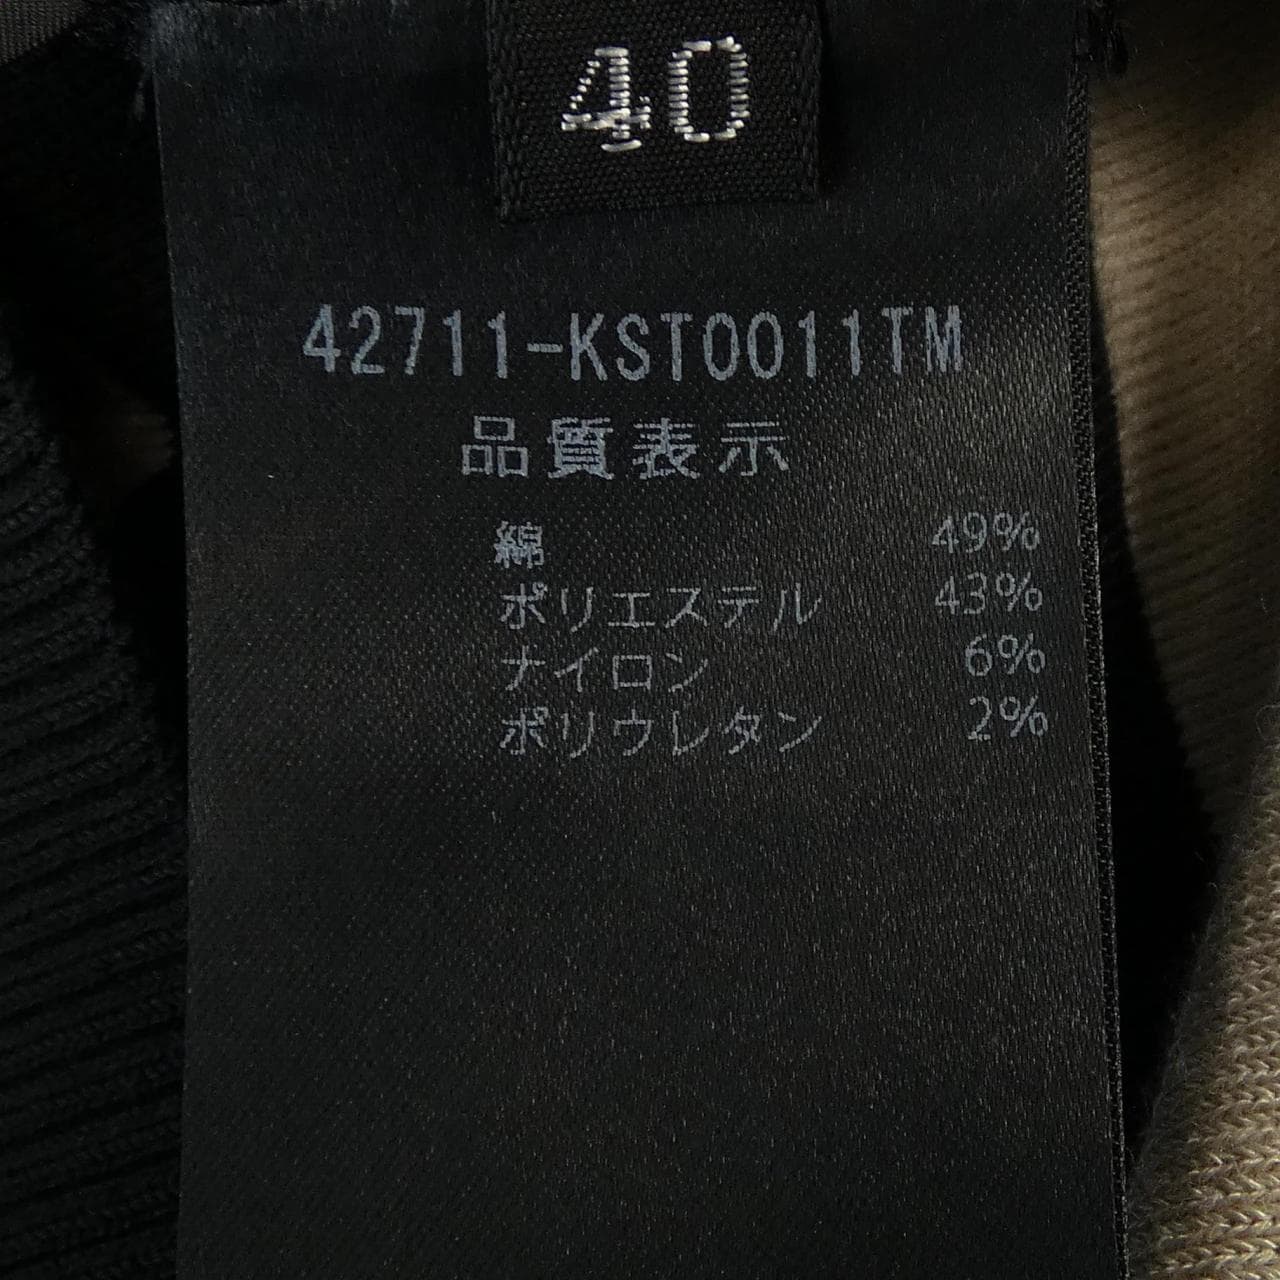 40
42711-KST0011TM
品質表示
綿 49%
ポリエステル 43%
ナイロン 6%
ポリウレタン 2%